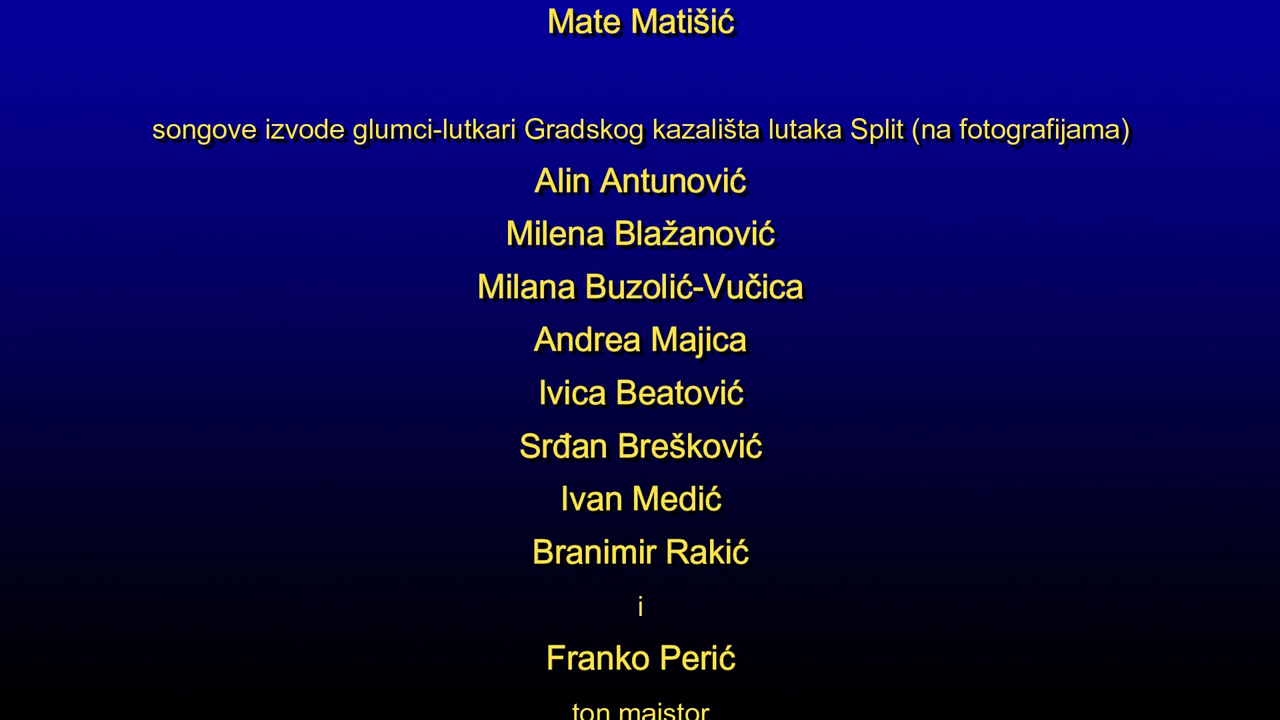 Mate Matišić
songove izvode glumci-lutkari Gradskog kazališta lutaka Split (na fotografijama)
Alin Antunović
Milena Blažanović
Milana Buzolić-Vučica
Andrea Majica
Ivica Beatović
Srđan Brešković
Ivan Medić
Branimir Rakić
i
Franko Perić
ton majstor